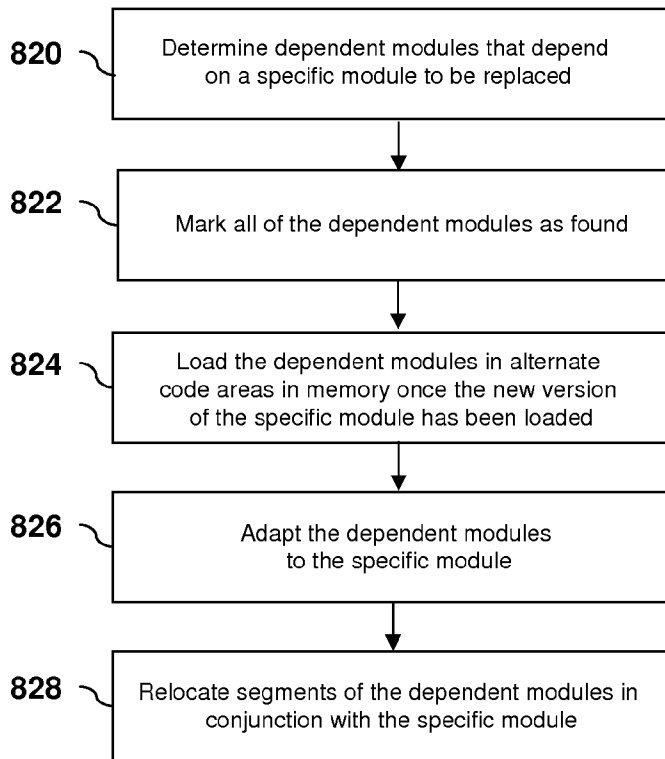 820
Determine dependent modules that depend
on a specific module to be replaced
822
Mark all of the dependent modules as found
824
Load the dependent modules in alternate
code areas in memory once the new version
of the specific module has been loaded
826
Adapt the dependent modules
to the specific module
828
Relocate segments of the dependent modules in
conjunction with the specific module